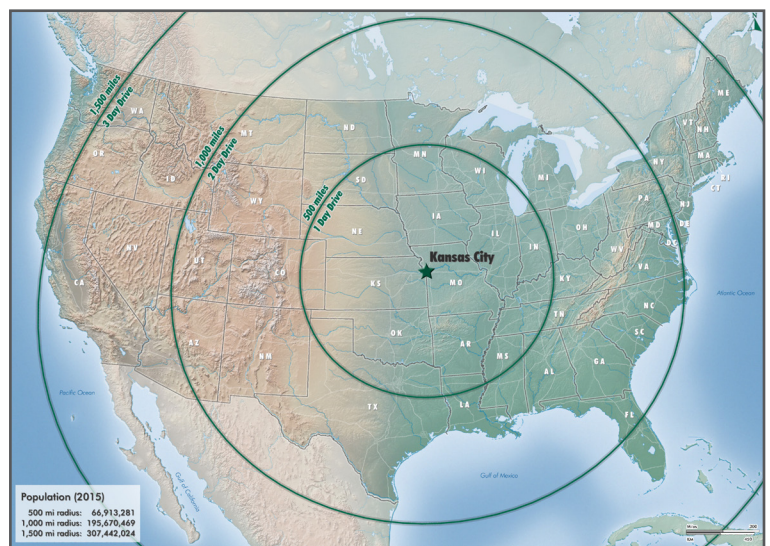 N
1,500 miles
3 Day Drive
1,000 miles
2 Day Drive
500 miles
1 Day Drive
WA
MT
ND
MN
ME
VT
NH
OR
ID
SD
WI
MI
NY
MA
RI
CT
WY
IA
PA
NJ
NE
IL
IN
OH
MD
DE
NV
UT
CO
Kansas City
WV
VA
CA
KS
MO
KY
NC
TN
OK
AR
SC
AZ
NM
MS
AL
GA
TX
LA
FL
Atlantic Ocean
Pacific Ocean
Gulf of California
Gulf of Mexico
Population (2015)
500 mi radius: 66,913,281
1,000 mi radius: 195,670,469
1,500 mi radius: 307,442,024
Miles